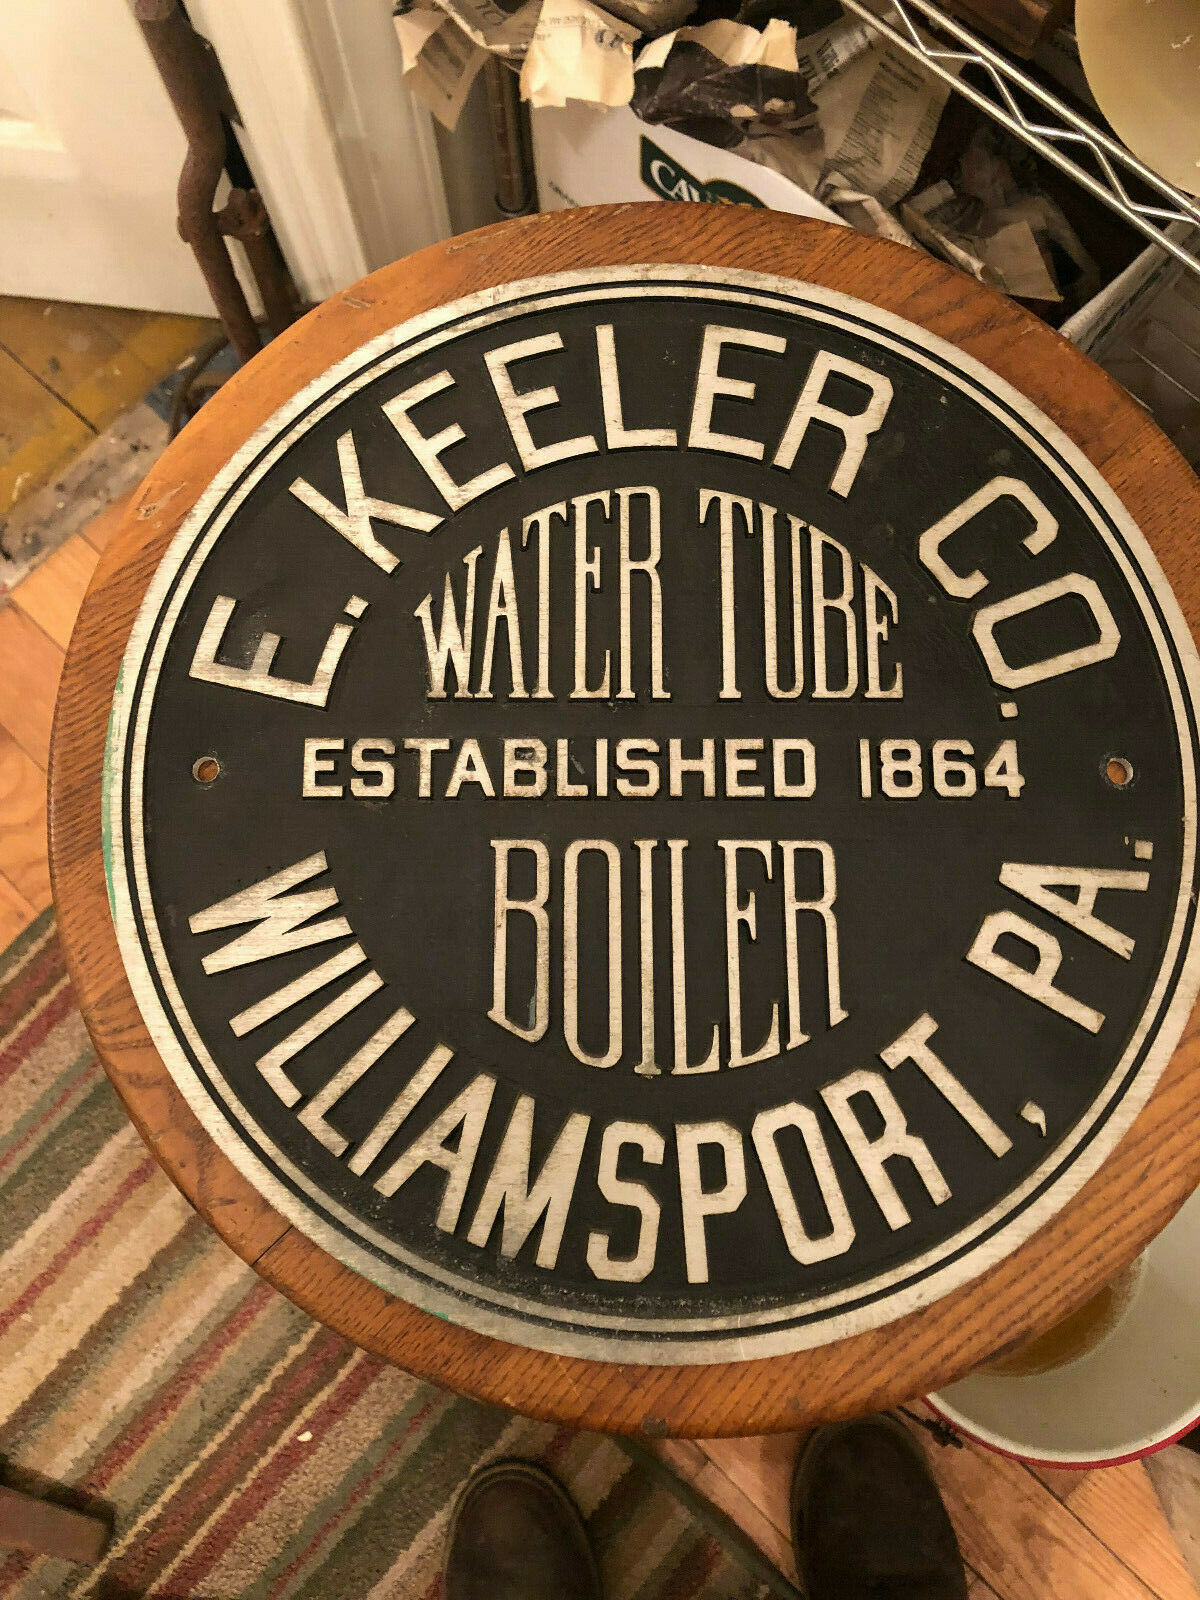 E. KEELER CO.
WATER TUBE
ESTABLISHED 1864
BOILER
WILLIAMSPORT, PA.